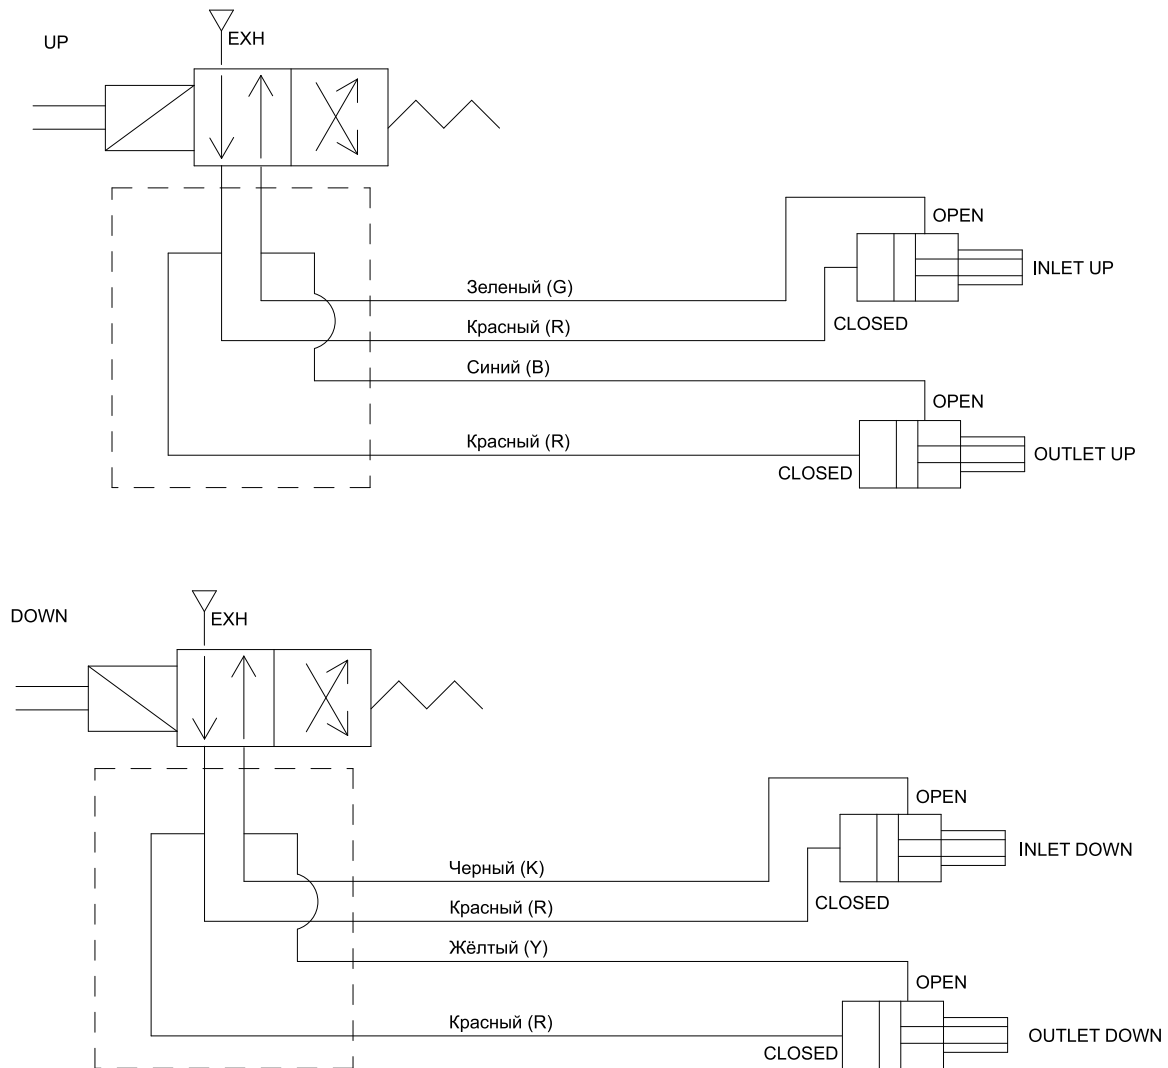 UP
EXH
OPEN
INLET UP
Зеленый (G)
Красный (R)
CLOSED
Синий (B)
OPEN
Красный (R)
OUTLET UP
CLOSED
DOWN
EXH
OPEN
INLET DOWN
Черный (K)
Красный (R)
CLOSED
Жёлтый (Y)
OPEN
Красный (R)
OUTLET DOWN
CLOSED